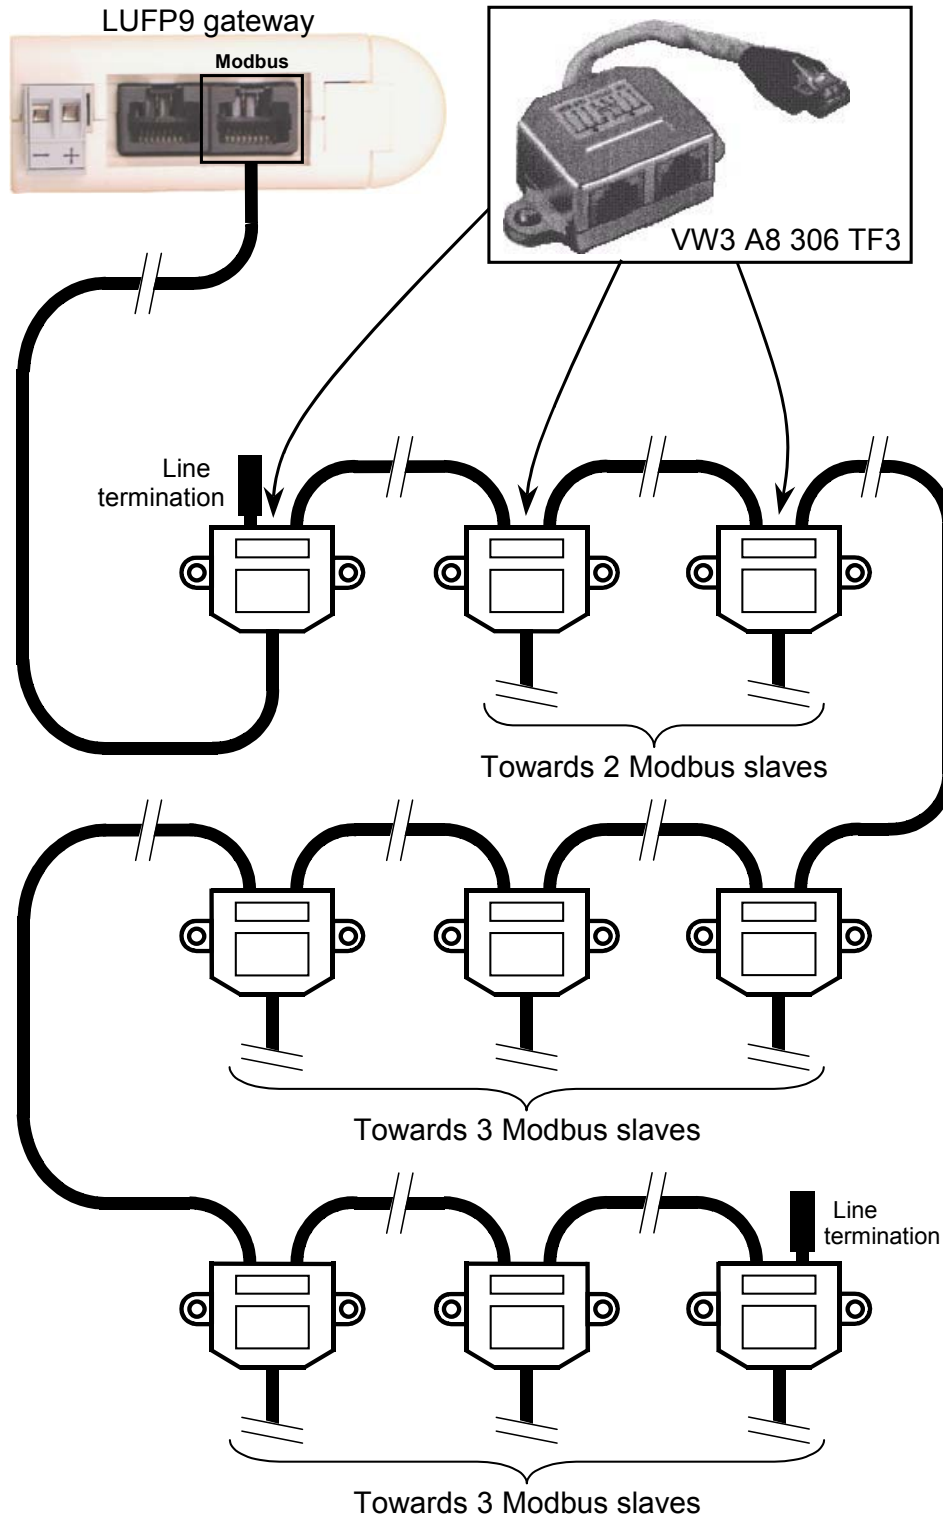 LUFP9 gateway
Modbus
- +
VW3 A8 306 TF3
Line
termination
Towards 2 Modbus slaves
Towards 3 Modbus slaves
Line
termination
Towards 3 Modbus slaves